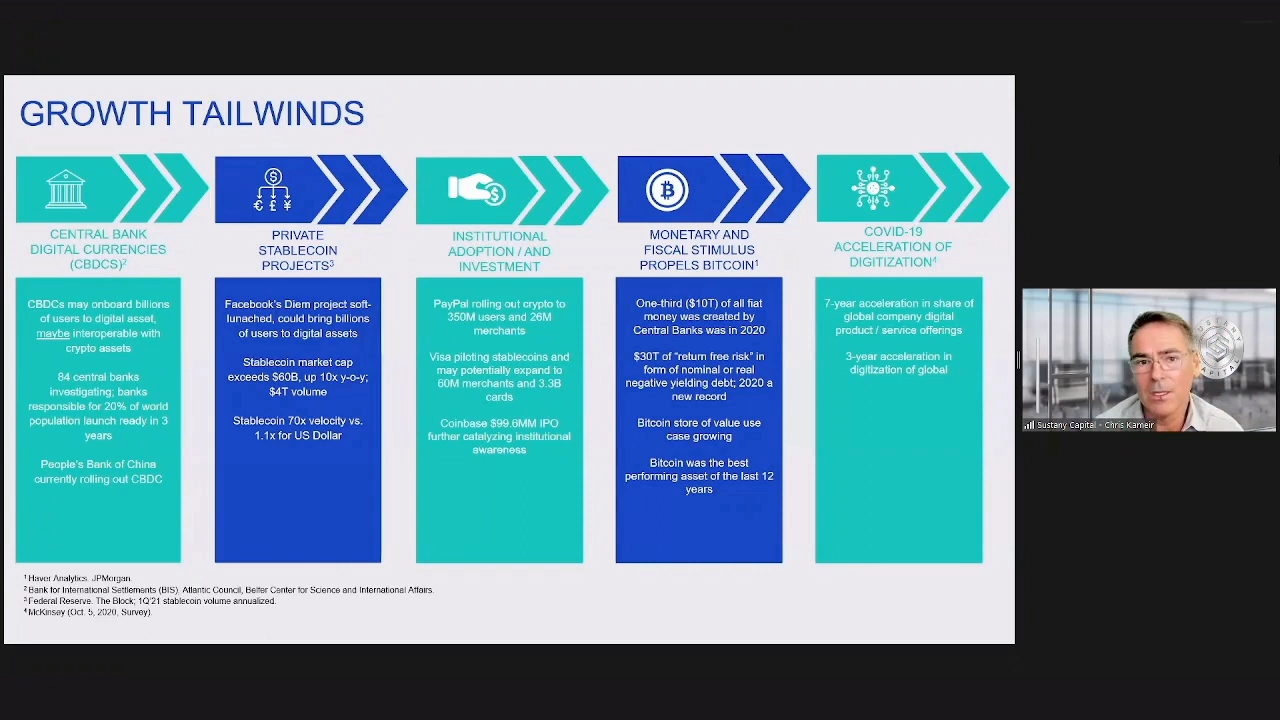 GROWTH TAILWINDS
CENTRAL BANK
DIGITAL CURRENCIES
(CBDCS)2
CBDCs may onboard billions
of users to digital asset,
maybe interoperable with
crypto assets
84 central banks
investigating; banks
responsible for 20% of world
population launch ready in 3
years
People's Bank of China
currently rolling out CBDC
PRIVATE
STABLECOIN
PROJECTS3
Facebook's Diem project soft-
lunached, could bring billions
of users to digital assets
Stablecoin market cap
exceeds $60B, up 10x y-o-y;
$4T volume
Stablecoin 70x velocity vs.
1.1x for US Dollar
INSTITUTIONAL
ADOPTION / AND
INVESTMENT
PayPal rolling out crypto to
350M users and 26M
merchants
Visa piloting stablecoins and
may potentially expand to
60M merchants and 3.3B
cards
Coinbase $99.6MM IPO
further catalyzing institutional
awareness
MONETARY AND
FISCAL STIMULUS
PROPELS BITCOIN1
One-third ($10T) of all fiat
money was created by
Central Banks was in 2020
$30T of "return free risk" in
form of nominal or real
negative yielding debt; 2020 a
new record
Bitcoin store of value use
case growing
Bitcoin was the best
performing asset of the last 12
years
COVID-19
ACCELERATION OF
DIGITIZATION4
7-year acceleration in share of
global company digital
product / service offerings
3-year acceleration in
digitization of global
1 Haver Analytics. JPMorgan.
2 Bank for International Settlements (BIS), Atlantic Council, Belfer Center for Science and International Affairs.
3 Federal Reserve. The Block; 1Q'21 stablecoin volume annualized.
4 McKinsey (Oct. 5, 2020, Survey).
SUSTANY CAPITAL
Sustany Capital - Chris Kameir